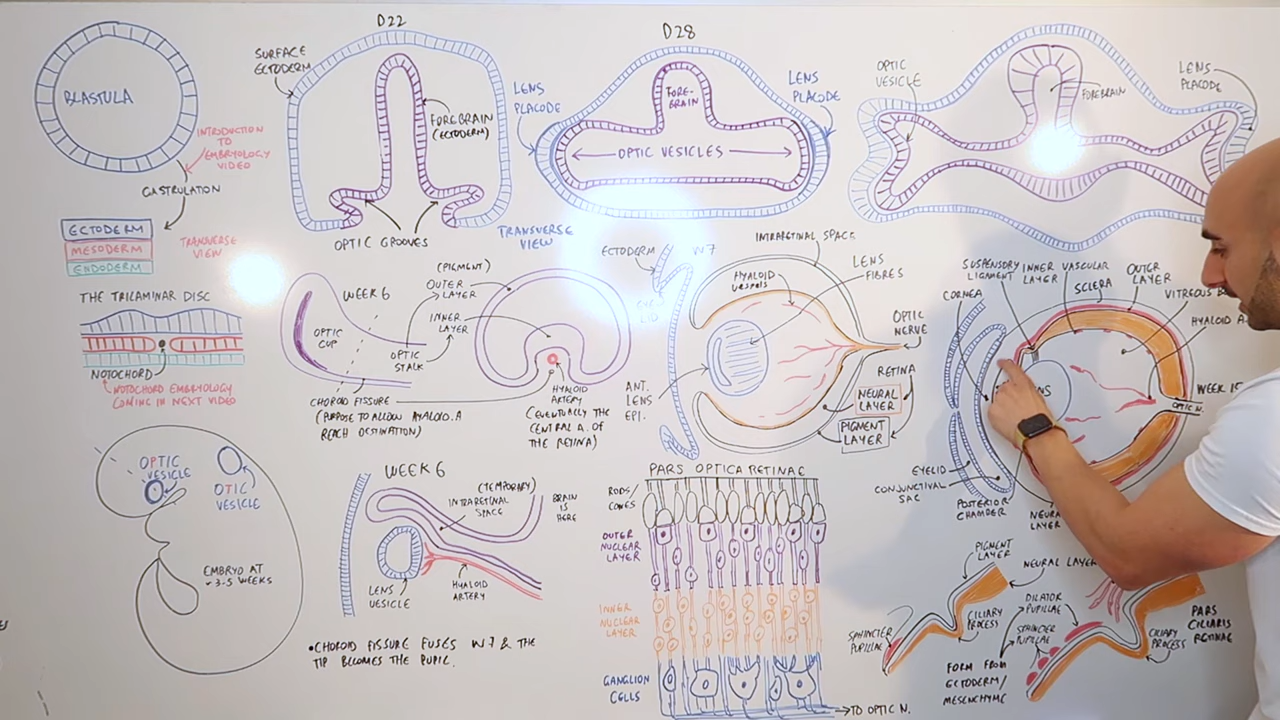 BLASTULA
INTRODUCTION
TO
EMBRYOLOGY
VIDEO
GASTRULATION
ECTODERM
MESODERM
ENDODERM
TRANSVERSE
VIEW
THE TRILAMINAR DISC
NOTOCHORD
NOTOCHORD EMBRYOLOGY
COMING IN NEXT VIDEO
OPTIC
VESICLE
OTIC
VESICLE
EMBRYO AT
~3-5 WEEKS
D22
SURFACE
ECTODERM
FOREBRAIN
(ECTODERM)
OPTIC GROOVES
D28
LENS
PLACODE
FORE-
BRAIN
LENS
PLACODE
OPTIC VESICLES
TRANSVERSE
VIEW
OPTIC
VESICLE
FOREBRAIN
LENS
PLACODE
WEEK 6
OPTIC
CUP
(PIGMENT)
OUTER
LAYER
INNER
LAYER
OPTIC
STALK
CHOROID FISSURE
(PURPOSE TO ALLOW HYALOID.A
REACH DESTINATION)
HYALOID
ARTERY
(EVENTUALLY THE
CENTRAL A. OF
THE RETINA)
ECTODERM
W7
LID
INTRARETINAL SPACE
HYALOID
VESSELS
LENS
FIBRES
OPTIC
NERVE
ANT.
LENS
EPI.
RETINA
NEURAL
LAYER
PIGMENT
LAYER
SUSPENSORY
LIGAMENT
INNER VASCULAR
LAYER
SCLERA
OUTER
LAYER
VITREOUS
HYALOID A.
CORNEA
WEEK 15
OPTIC N.
EYELID
CONJUNCTIVAL
SAC
POSTERIOR
CHAMBER
LAYER
WEEK 6
(TEMPORARY)
INTRARETINAL
SPACE
BRAIN
IS
HERE
LENS
VESICLE
HYALOID
ARTERY
•CHOROID FISSURE FUSES W7 & THE
TIP BECOMES THE PUPIL.
PARS OPTICA RETINAE
RODS/
CONES
OUTER
NUCLEAR
LAYER
INNER
NUCLEAR
LAYER
GANGLION
CELLS
TO OPTIC N.
PIGMENT
LAYER
NEURAL LAYER
SPHINCTER
PUPILLAE
CILIARY
PROCESS
DILATOR
PUPILLAE
SPHINCTER
PUPILLAE
FORM FROM
ECTODERM/
MESENCHYME
CILIARY
PROCESS
PARS
CILIARIS
RETINAE